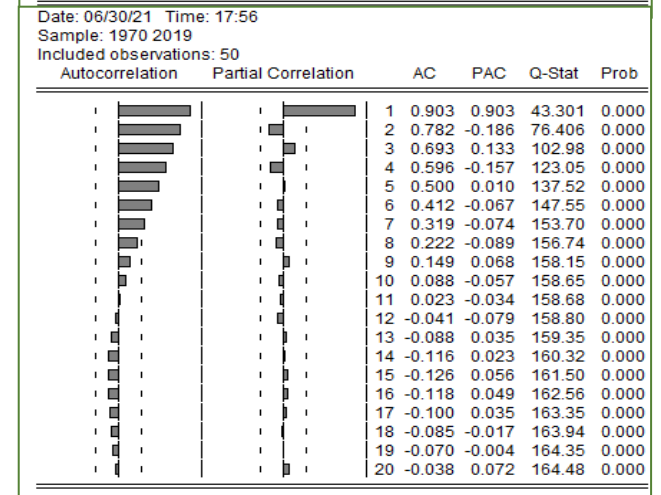 Date: 06/30/21 Time: 17:56
Sample: 1970 2019
Included observations: 50
Autocorrelation Partial Correlation AC PAC Q-Stat Prob
1 0.903 0.903 43.301 0.000
2 0.782 -0.186 76.406 0.000
3 0.693 0.133 102.98 0.000
4 0.596 -0.157 123.05 0.000
5 0.500 0.010 137.52 0.000
6 0.412 -0.067 147.55 0.000
7 0.319 -0.074 153.70 0.000
8 0.222 -0.089 156.74 0.000
9 0.149 0.068 158.15 0.000
10 0.088 -0.057 158.65 0.000
11 0.023 -0.034 158.68 0.000
12 -0.041 -0.079 158.80 0.000
13 -0.088 0.035 159.35 0.000
14 -0.116 0.023 160.32 0.000
15 -0.126 0.056 161.50 0.000
16 -0.118 0.049 162.56 0.000
17 -0.100 0.035 163.35 0.000
18 -0.085 -0.017 163.94 0.000
19 -0.070 -0.004 164.35 0.000
20 -0.038 0.072 164.48 0.000